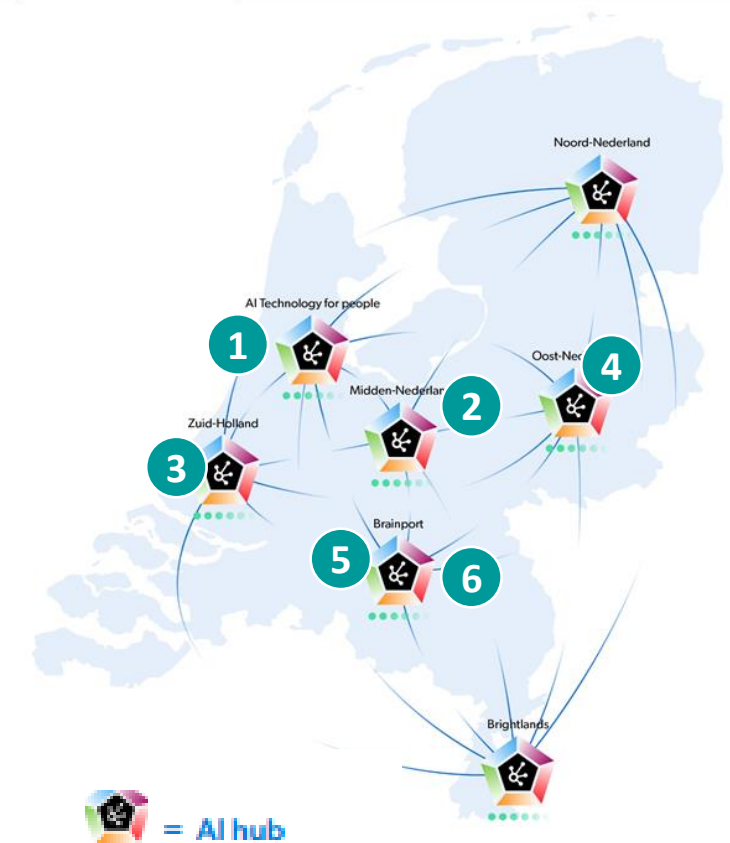 Noord-Nederland
AI Technology for people
1
Oost-Ned
4
Midden-Nederlan
2
Zuid-Holland
3
Brainport
5
6
Brightlands
= AI hub